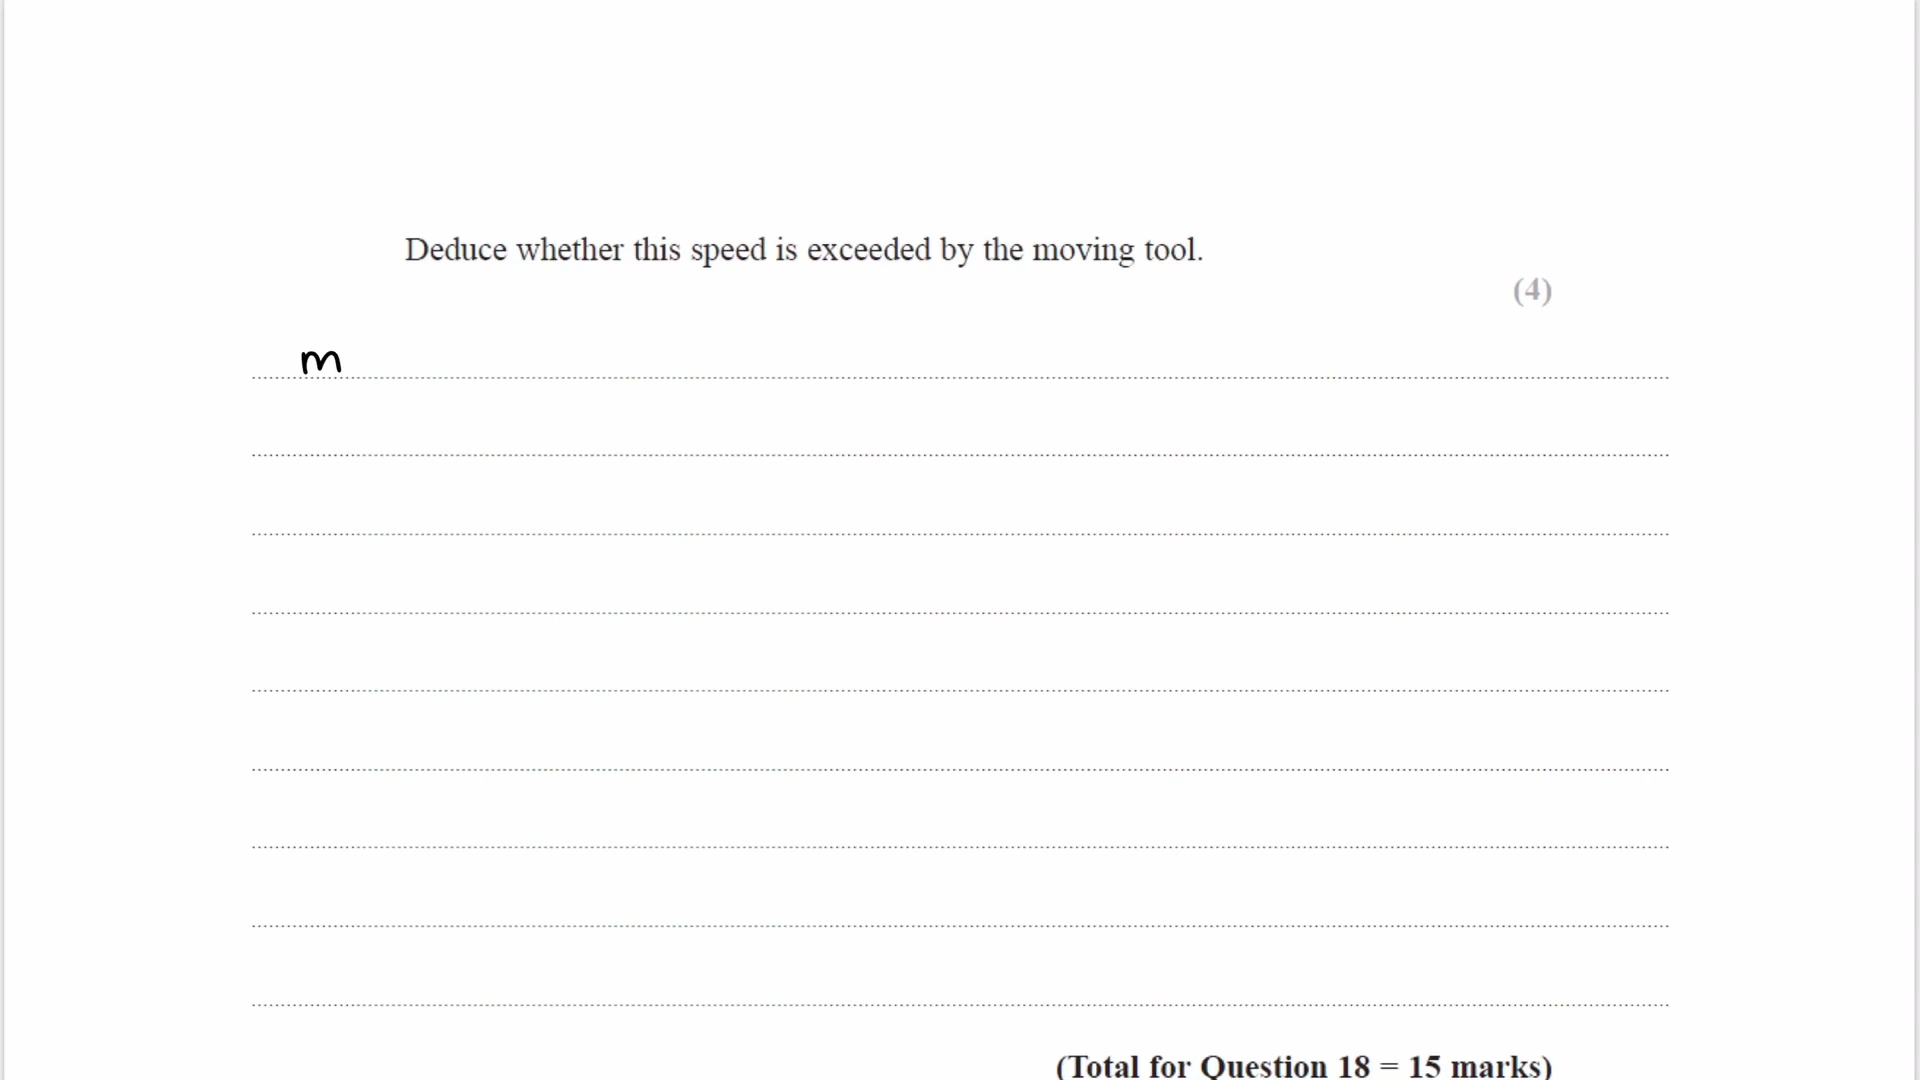 Deduce whether this speed is exceeded by the moving tool.
(4)
m
(Total for Question 18 = 15 marks)